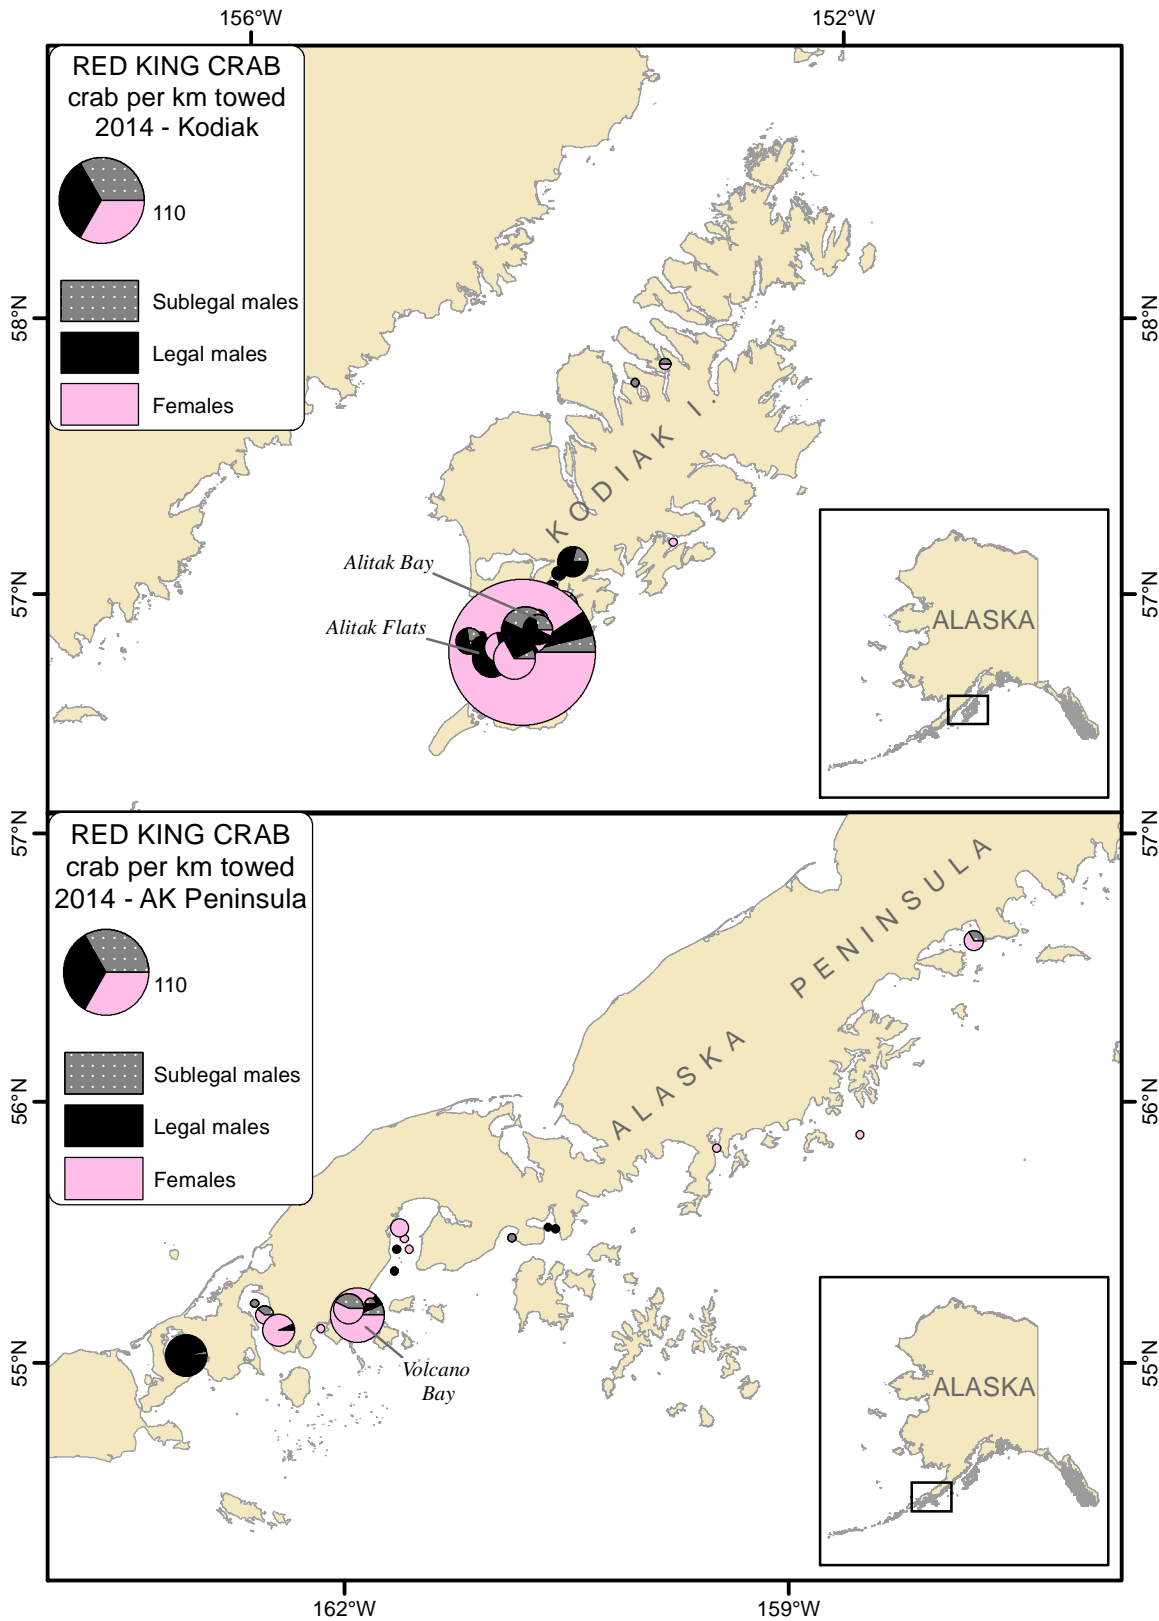 156°W
152°W
RED KING CRAB
crab per km towed
2014 - Kodiak
110
Sublegal males
Legal males
Females
58°N
58°N
KODIAK I.
Alitak Bay
57°N
57°N
Alitak Flats
ALASKA
57°N
57°N
RED KING CRAB
crab per km towed
2014 - AK Peninsula
110
Sublegal males
Legal males
Females
ALASKA PENINSULA
56°N
56°N
55°N
55°N
Volcano
Bay
ALASKA
162°W
159°W